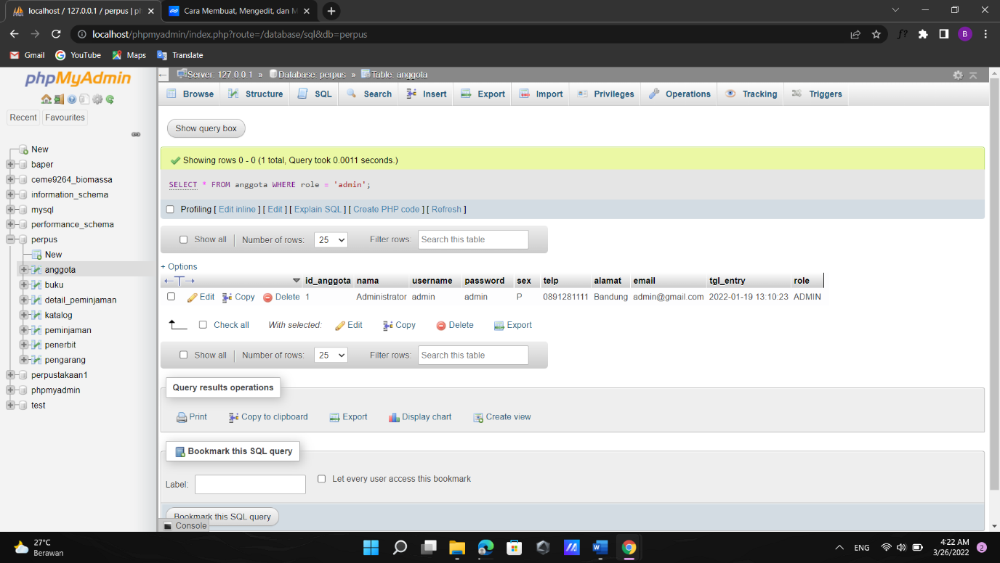 localhost / 127.0.0.1 / perpus | ph
Cara Membuat, Mengedit, dan M
localhost/phpmyadmin/index.php?route=/database/sql&db=perpus
B
Gmail YouTube Maps Translate
phpMyAdmin
Recent Favourites
New
baper
ceme9264_biomassa
information_schema
mysql
performance_schema
perpus
New
anggota
buku
detail_peminjaman
katalog
peminjaman
penerbit
pengarang
perpustakaan1
phpmyadmin
test
Server: 127.0.0.1 » Database: perpus » Table: anggota
Browse Structure SQL Search Insert Export Import Privileges Operations Tracking Triggers
Show query box
Showing rows 0 - 0 (1 total, Query took 0.0011 seconds.)
SELECT * FROM anggota WHERE role = 'admin';
Profiling [ Edit inline ] [ Edit ] [ Explain SQL ] [ Create PHP code ] [ Refresh ]
Show all Number of rows: 25 Filter rows: Search this table
+ Options
←T→ id_anggota nama username password sex telp alamat email tgl_entry role
Edit Copy Delete 1 Administrator admin admin P 0891281111 Bandung admin@gmail.com 2022-01-19 13:10:23 ADMIN
Check all With selected: Edit Copy Delete Export
Show all Number of rows: 25 Filter rows: Search this table
Query results operations
Print Copy to clipboard Export Display chart Create view
Bookmark this SQL query
Label: Let every user access this bookmark
Bookmark this SQL query
Console
27°C
Berawan
ENG
4:22 AM
3/26/2022
2